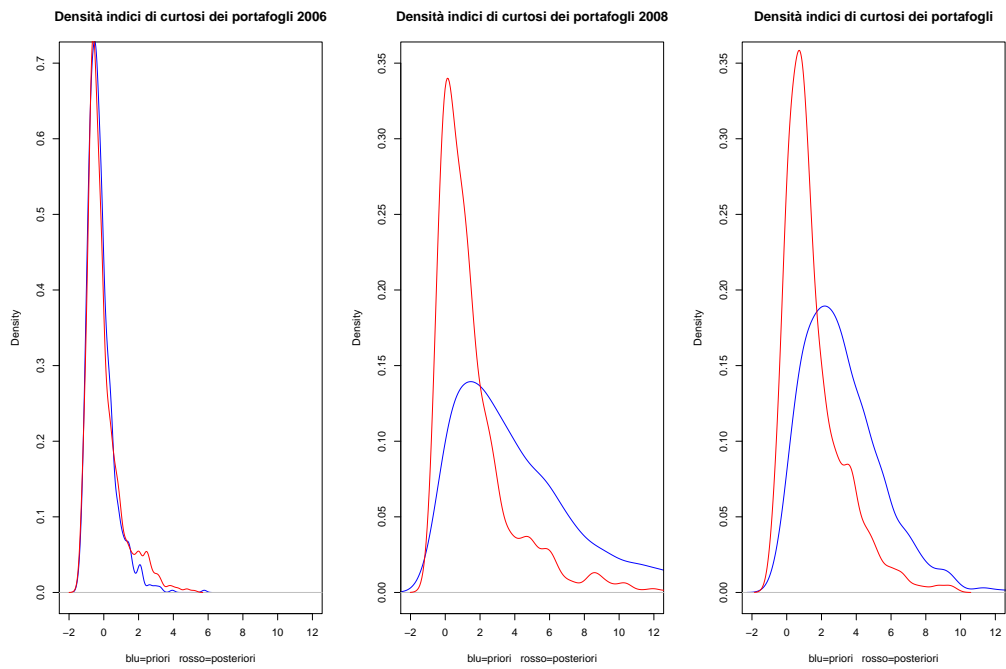 Densità indici di curtosi dei portafogli 2006
Density
0.0 0.1 0.2 0.3 0.4 0.5 0.6 0.7
−2 0 2 4 6 8 10 12
blu=priori rosso=posteriori
Densità indici di curtosi dei portafogli 2008
Density
0.00 0.05 0.10 0.15 0.20 0.25 0.30 0.35
−2 0 2 4 6 8 10 12
blu=priori rosso=posteriori
Densità indici di curtosi dei portafogli
Density
0.00 0.05 0.10 0.15 0.20 0.25 0.30 0.35
−2 0 2 4 6 8 10 12
blu=priori rosso=posteriori